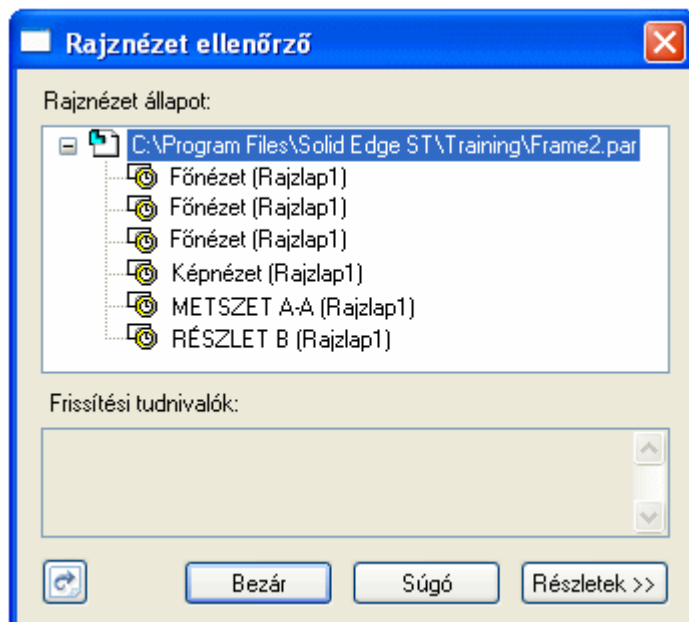 Rajznézet ellenőrző
Rajznézet állapot:
C:\Program Files\Solid Edge ST\Training\Frame2.par
Főnézet (Rajzlap1)
Főnézet (Rajzlap1)
Főnézet (Rajzlap1)
Képnézet (Rajzlap1)
METSZET A-A (Rajzlap1)
RÉSZLET B (Rajzlap1)
Frissítési tudnivalók:
Bezár Súgó Részletek >>